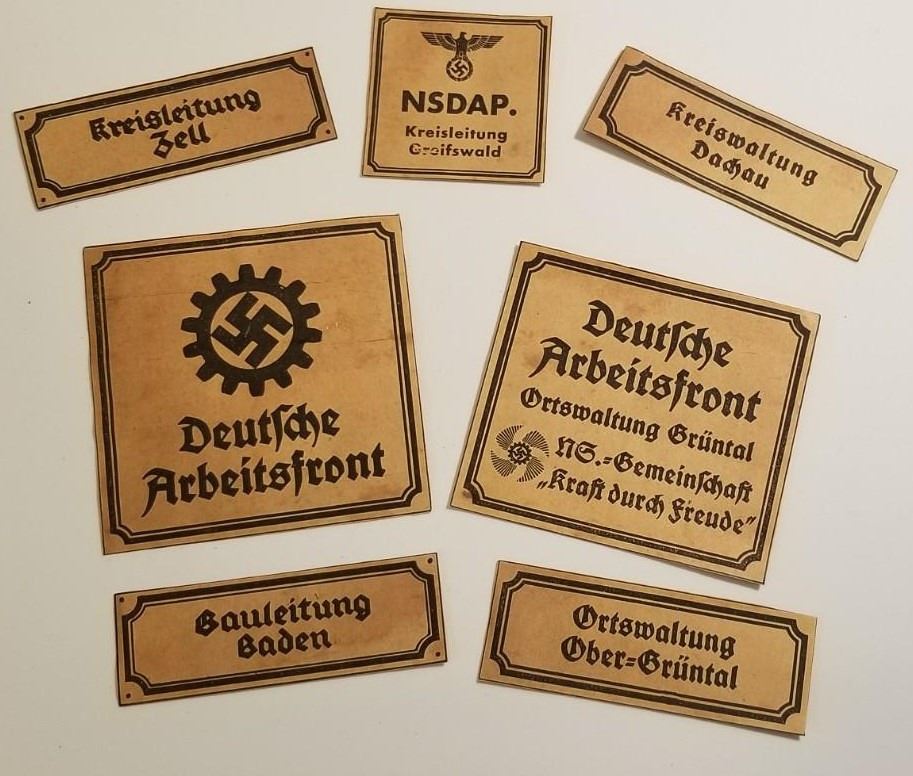 Kreisleitung
Zell
NSDAP.
Kreisleitung
Greifswald
Kreiswaltung
Dachau
Deutſche
Arbeitsfront
Deutſche
Arbeitsfront
Ortswaltung Grüntal
NS.=Gemeinſchaft
„Kraft durch Freude"
Gauleitung
Baden
Ortswaltung
Ober=Grüntal